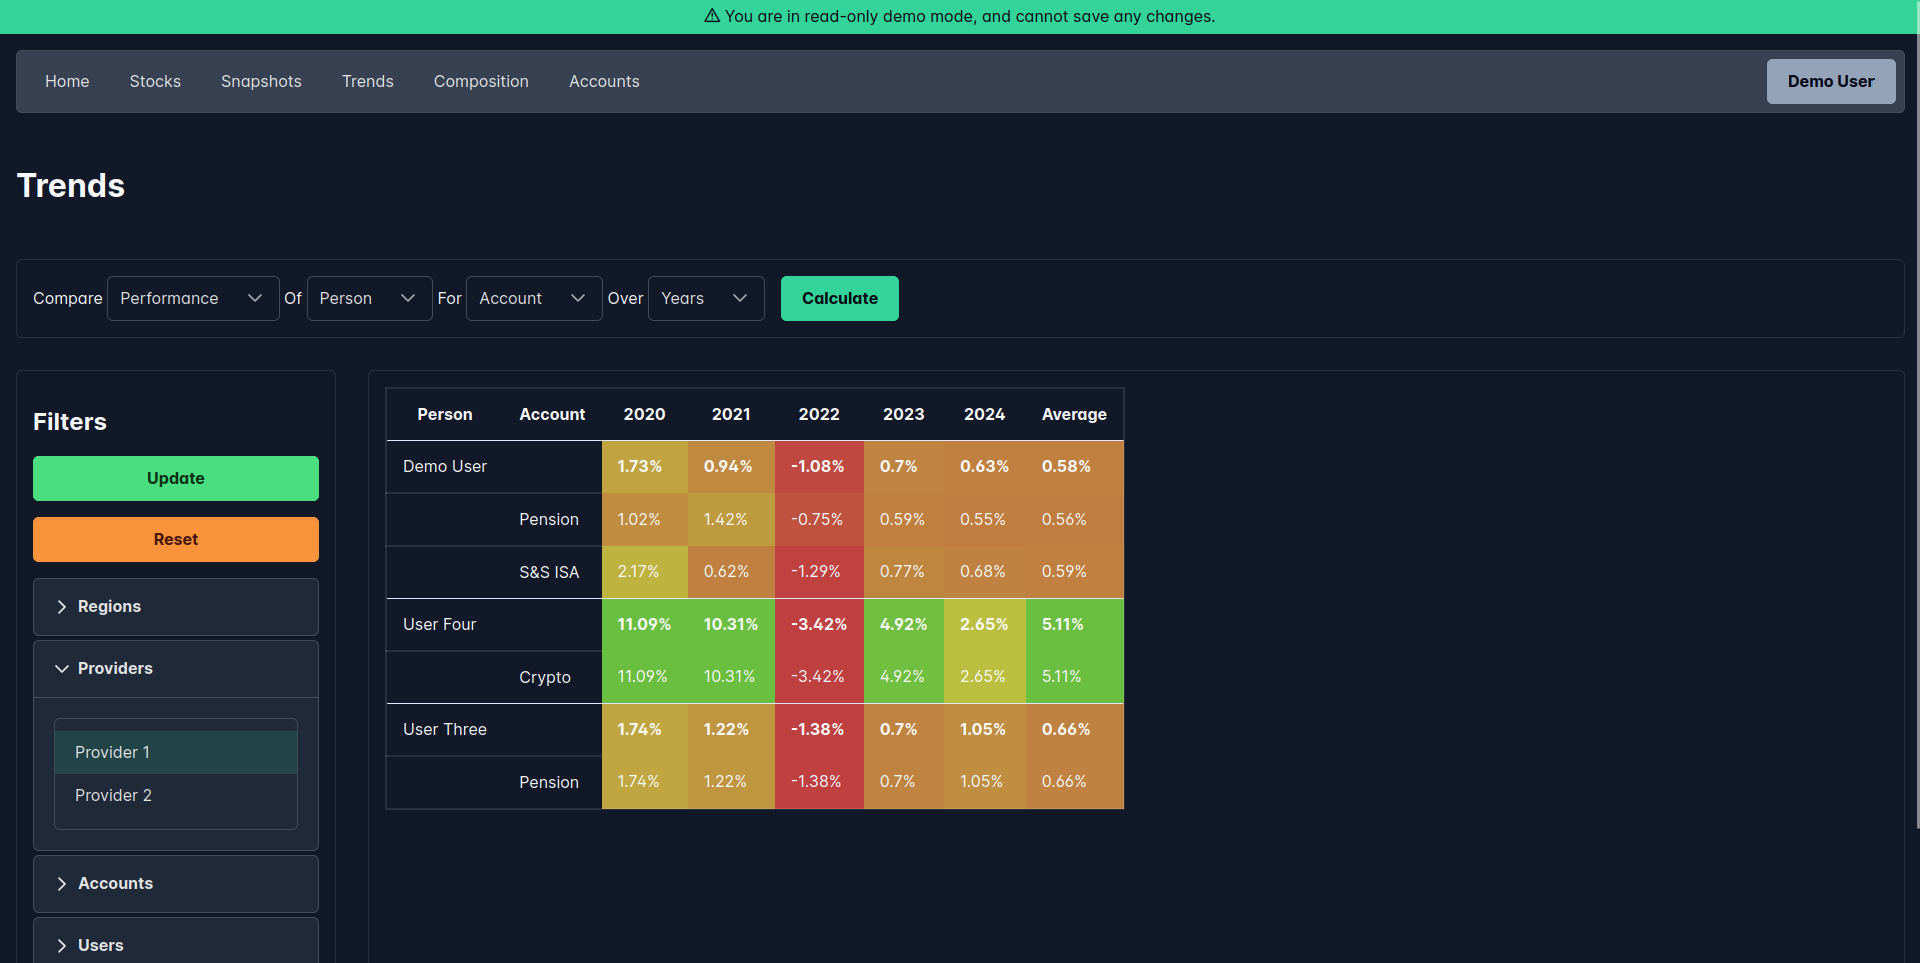 You are in read-only demo mode, and cannot save any changes.
Home Stocks Snapshots Trends Composition Accounts Demo User
Trends
Compare Performance Of Person For Account Over Years Calculate
Filters
Update
Reset
Regions
Providers
Provider 1
Provider 2
Accounts
Users
Person Account 2020 2021 2022 2023 2024 Average
Demo User 1.73% 0.94% -1.08% 0.7% 0.63% 0.58%
Pension 1.02% 1.42% -0.75% 0.59% 0.55% 0.56%
S&S ISA 2.17% 0.62% -1.29% 0.77% 0.68% 0.59%
User Four 11.09% 10.31% -3.42% 4.92% 2.65% 5.11%
Crypto 11.09% 10.31% -3.42% 4.92% 2.65% 5.11%
User Three 1.74% 1.22% -1.38% 0.7% 1.05% 0.66%
Pension 1.74% 1.22% -1.38% 0.7% 1.05% 0.66%